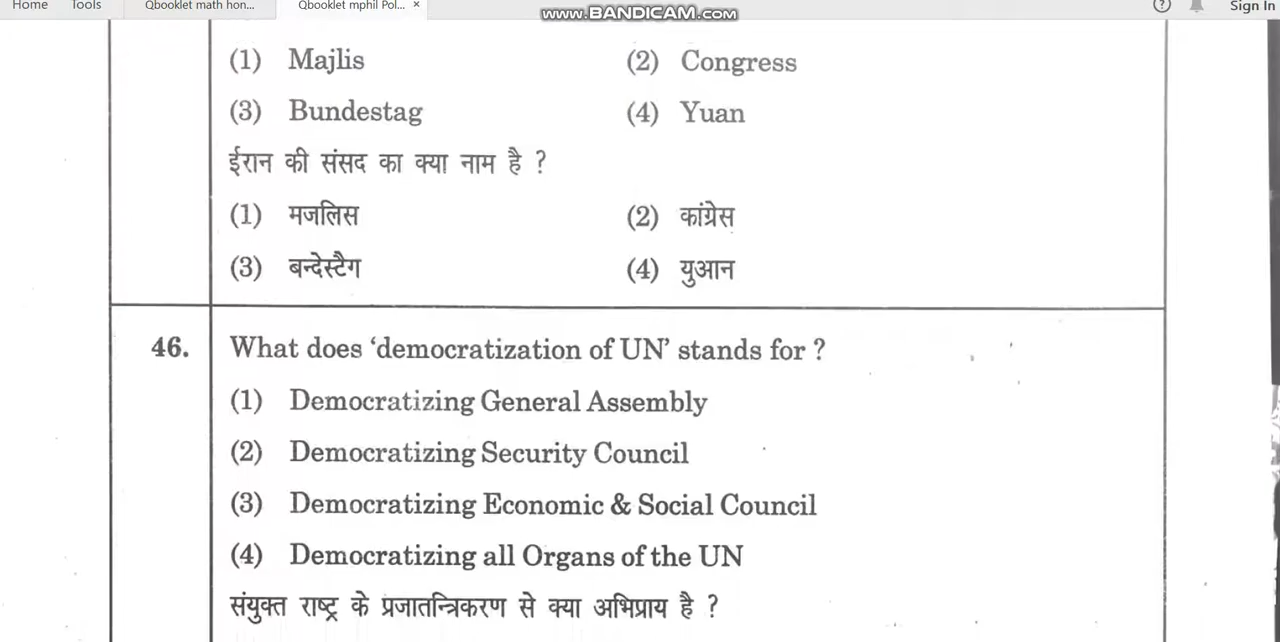 Home Tools Qbooklet math hon... Qbooklet mphil Pol... × www.BANDICAM.com Sign In
(1) Majlis (2) Congress
(3) Bundestag (4) Yuan
ईरान की संसद का क्या नाम है ?
(1) मजलिस (2) कांग्रेस
(3) बन्देस्टैग (4) युआन
46. What does ‘democratization of UN’ stands for ?
(1) Democratizing General Assembly
(2) Democratizing Security Council
(3) Democratizing Economic & Social Council
(4) Democratizing all Organs of the UN
संयुक्त राष्ट्र के प्रजातन्त्रिकरण से क्या अभिप्राय है ?